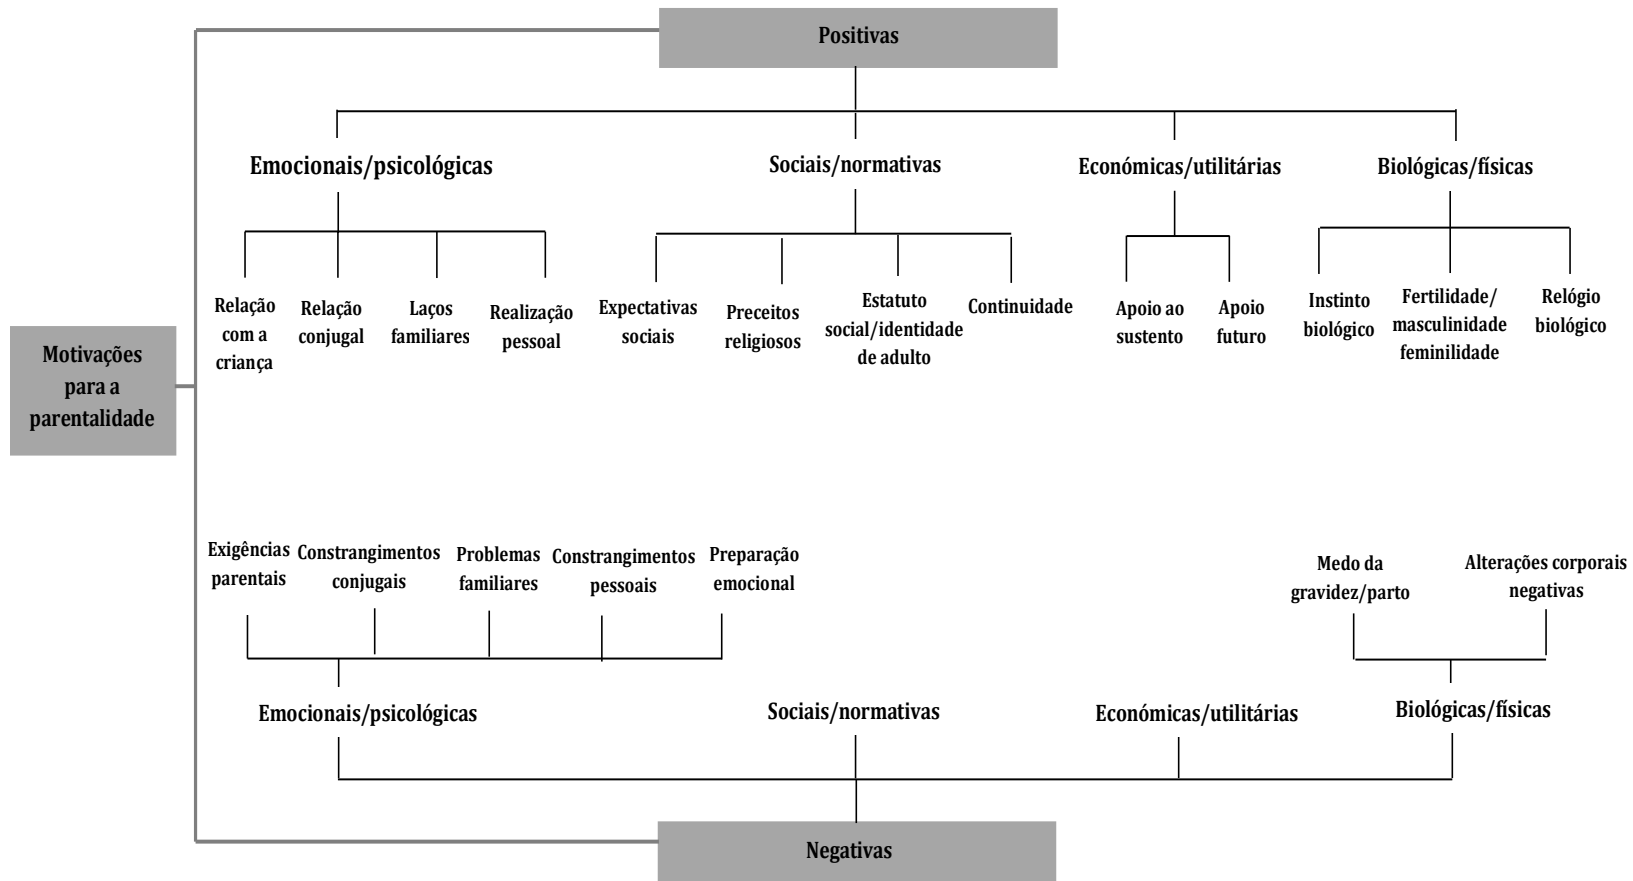 Positivas
Emocionais/psicológicas
Sociais/normativas
Económicas/utilitárias
Biológicas/físicas
Relação
com a
criança
Relação
conjugal
Laços
familiares
Realização
pessoal
Expectativas
sociais
Preceitos
religiosos
Estatuto
social/identidade
de adulto
Continuidade
Apoio ao
sustento
Apoio
futuro
Instinto
biológico
Fertilidade/
masculinidade
feminilidade
Relógio
biológico
Motivações
para a
parentalidade
Exigências
parentais
Constrangimentos
conjugais
Problemas
familiares
Constrangimentos
pessoais
Preparação
emocional
Medo da
gravidez/parto
Alterações corporais
negativas
Emocionais/psicológicas
Sociais/normativas
Económicas/utilitárias
Biológicas/físicas
Negativas